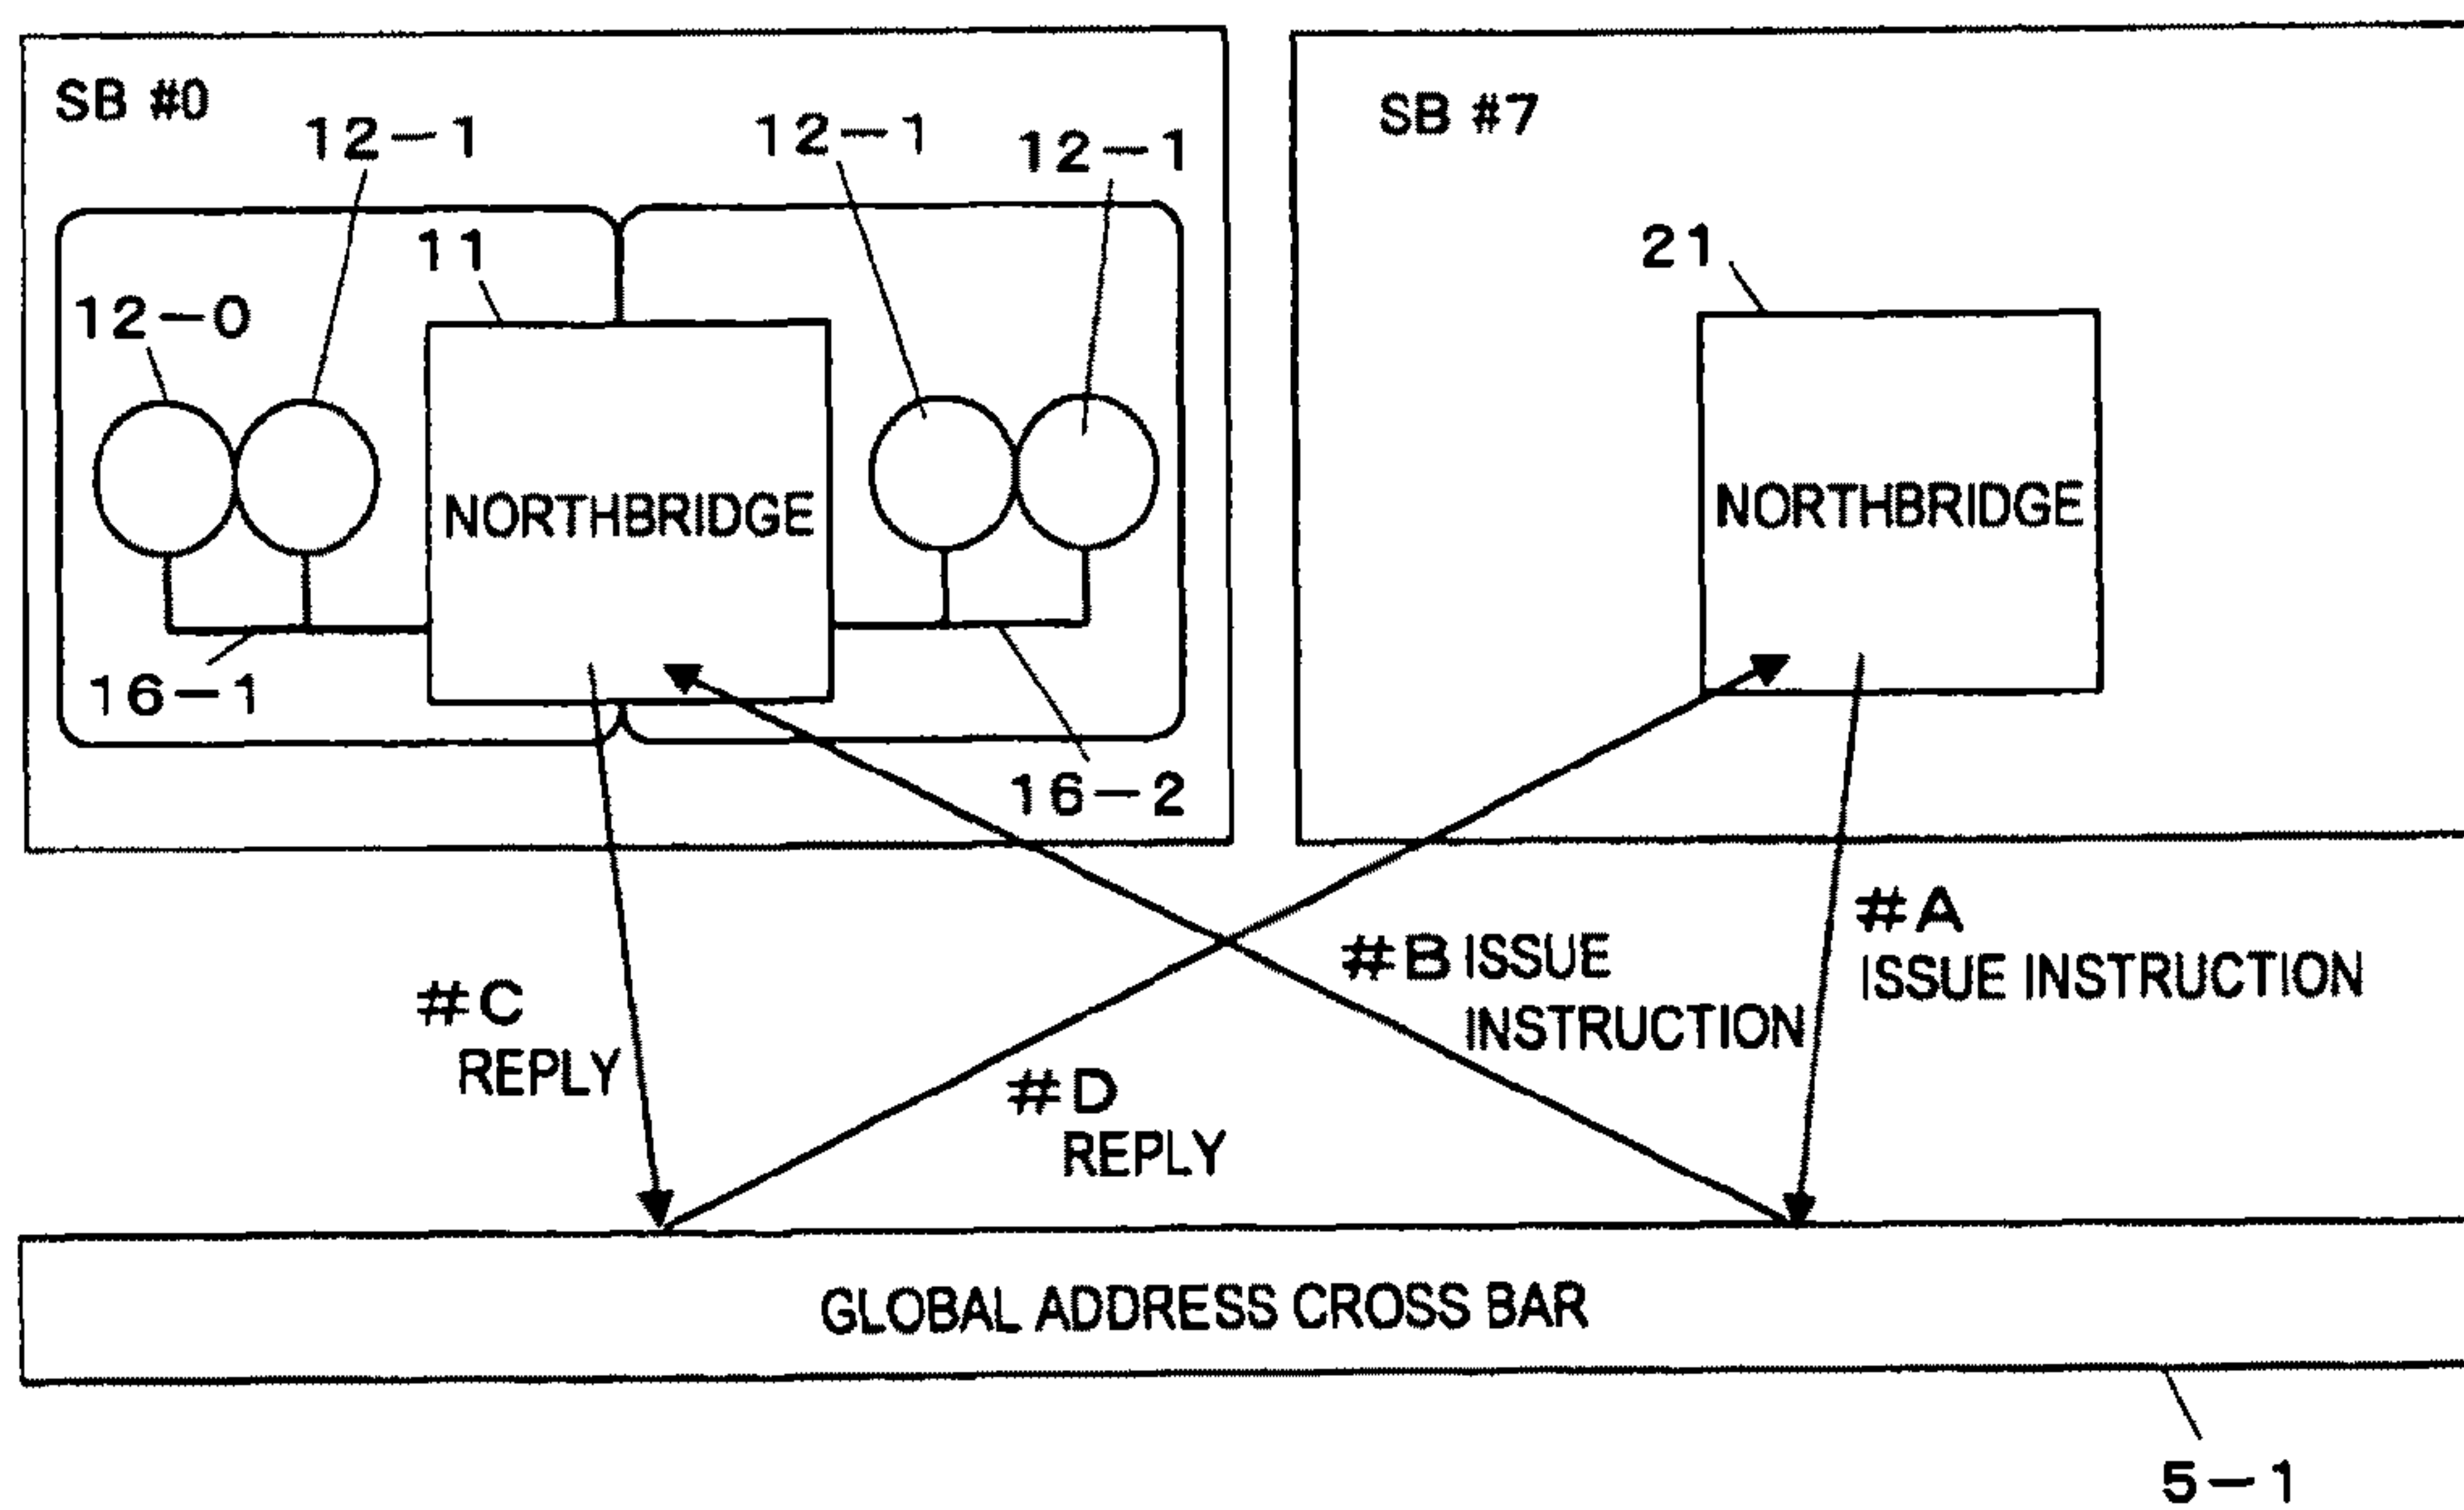 SB #0
12-1
12-1
12-1
11
12-0
NORTHBRIDGE
16-1
16-2
SB #7
21
NORTHBRIDGE
#A
ISSUE INSTRUCTION
#B ISSUE
INSTRUCTION
#C
REPLY
#D
REPLY
GLOBAL ADDRESS CROSS BAR
5-1